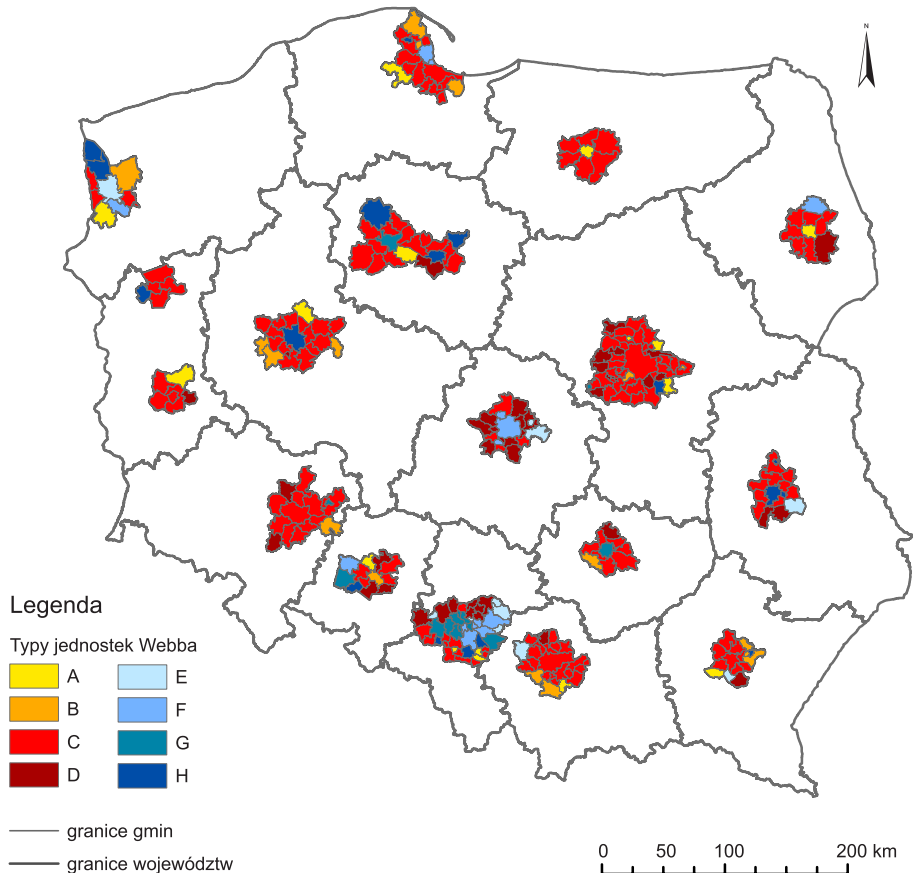 N
Legenda
Typy jednostek Webba
A E
B F
C G
D H
granice gmin
granice województw
0 50 100 200 km